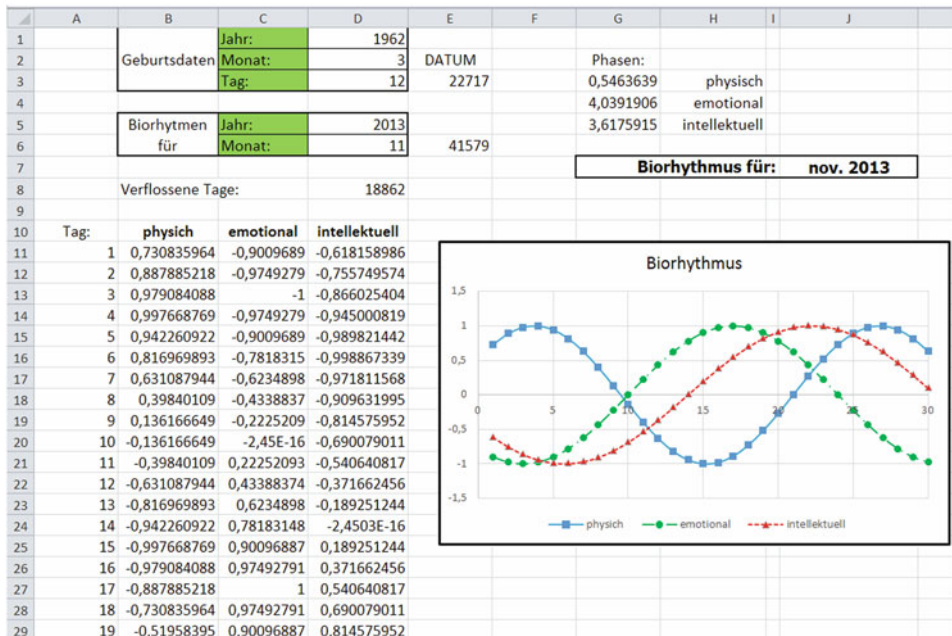 A B C D E F G H I J
1 Jahr: 1962
2 Geburtsdaten Monat: 3 DATUM Phasen:
3 Tag: 12 22717 0,5463639 physisch
4 4,0391906 emotional
5 Biorhytmen Jahr: 2013 3,6175915 intellektuell
6 für Monat: 11 41579
7 Biorhythmus für: nov. 2013
8 Verflossene Tage: 18862
9
10 Tag: physich emotional intellektuell
11 1 0,730835964 -0,9009689 -0,618158986
12 2 0,887885218 -0,9749279 -0,755749574
13 3 0,979084088 -1 -0,866025404
14 4 0,997668769 -0,9749279 -0,945000819
15 5 0,942260922 -0,9009689 -0,989821442
16 6 0,816969893 -0,7818315 -0,998867339
17 7 0,631087944 -0,6234898 -0,971811568
18 8 0,39840109 -0,4338837 -0,909631995
19 9 0,136166649 -0,2225209 -0,814575952
20 10 -0,136166649 -2,45E-16 -0,690079011
21 11 -0,39840109 0,22252093 -0,540640817
22 12 -0,631087944 0,43388374 -0,371662456
23 13 -0,816969893 0,6234898 -0,189251244
24 14 -0,942260922 0,78183148 -2,4503E-16
25 15 -0,997668769 0,90096887 0,189251244
26 16 -0,979084088 0,97492791 0,371662456
27 17 -0,887885218 1 0,540640817
28 18 -0,730835964 0,97492791 0,690079011
29 19 -0,51958395 0,90096887 0,814575952
Biorhythmus
1,5
1
0,5
0
-0,5
-1
-1,5
0 5 10 15 20 25 30
physich emotional intellektuell